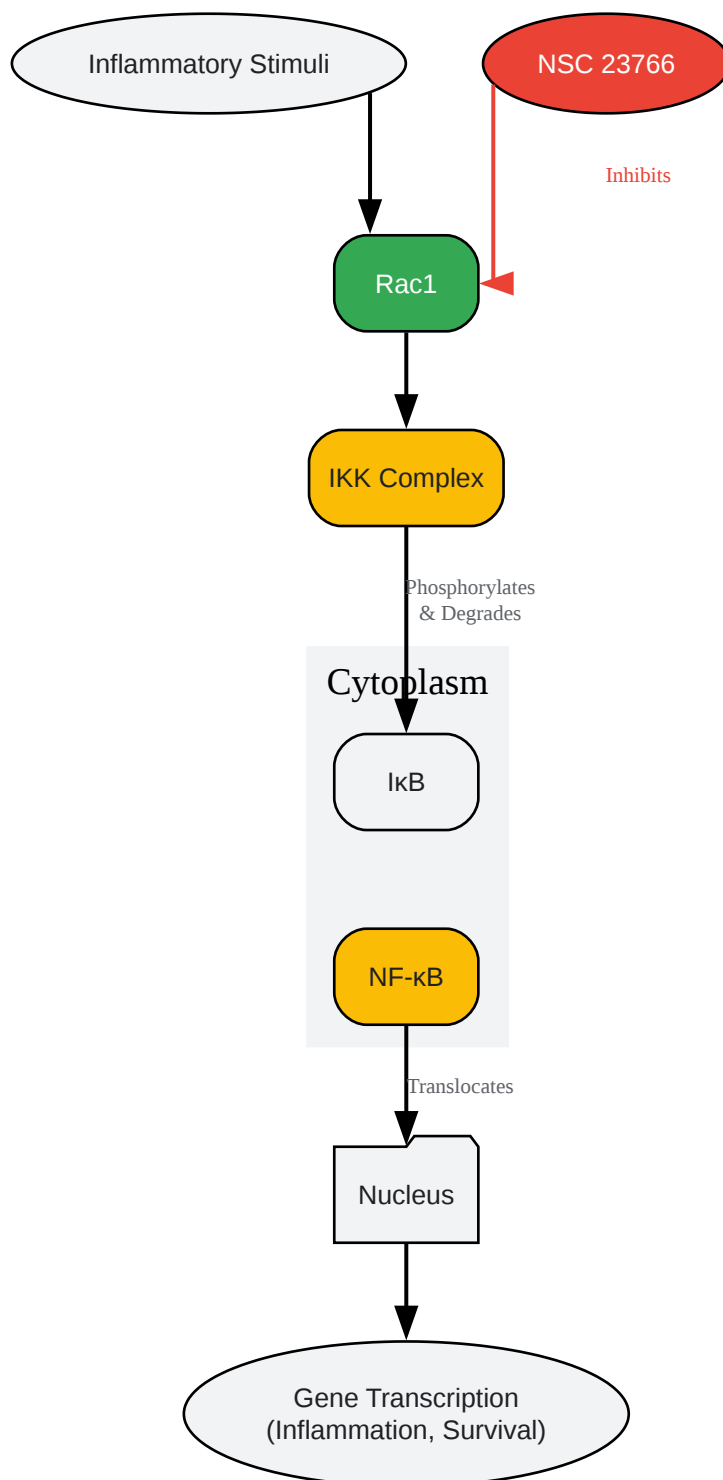 Inflammatory Stimuli
NSC 23766
Inhibits
Rac1
IKK Complex
Phosphorylates
& Degrades
Cytoplasm
IκB
NF-κB
Translocates
Nucleus
Gene Transcription
(Inflammation, Survival)